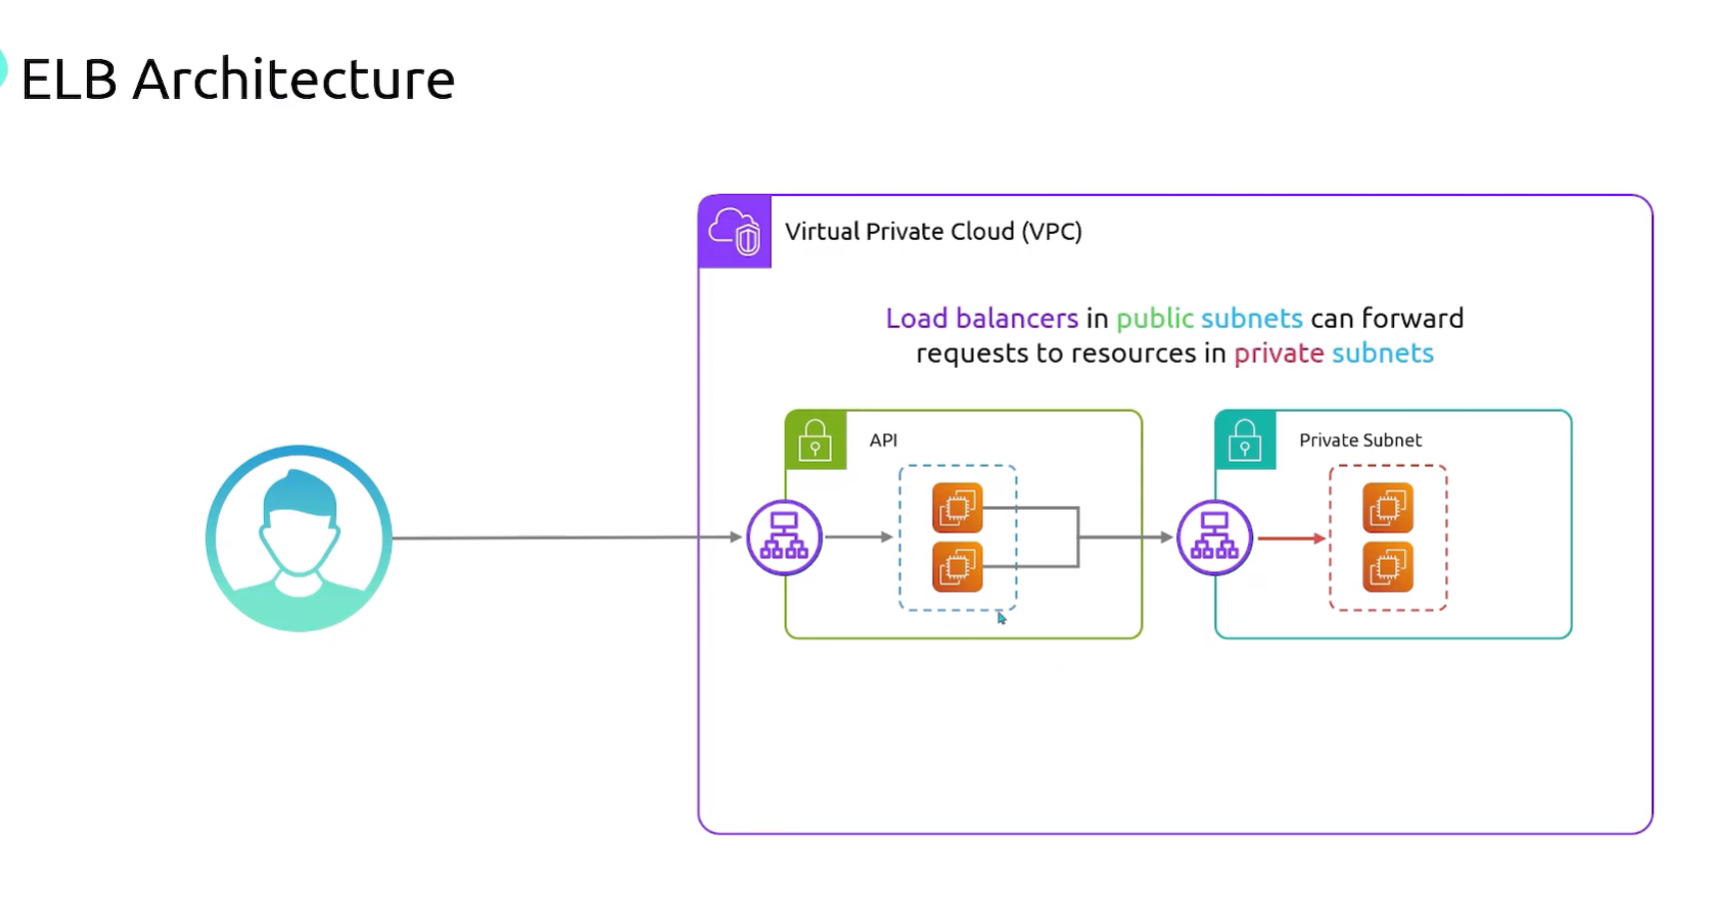 ELB Architecture
Virtual Private Cloud (VPC)
Load balancers in public subnets can forward
requests to resources in private subnets
API
Private Subnet